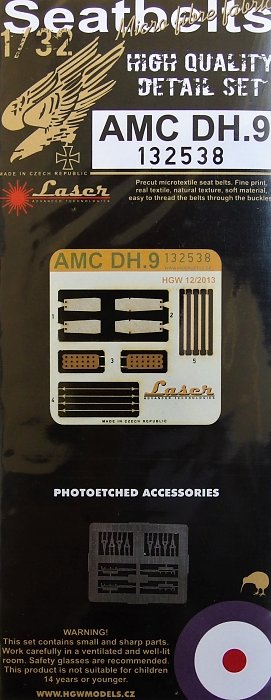 Seatbelts
1/32
Micro fibre fabric
HIGH QUALITY
DETAIL SET
AMC DH.9
132538
MADE IN CZECH REPUBLIC
Laser
ADVANCED TECHNOLOGIES
Precut microtextile seat belts. Fine print,
real textile, natural texture, soft material,
easy to thread the belts through the buckles
AMC DH.9 132538
HGW 12/2013
1
2
3
5
4
Laser
ADVANCED TECHNOLOGIES
MADE IN CZECH REPUBLIC
PHOTOETCHED ACCESSORIES
WARNING!
This set contains small and sharp parts.
Work carefully in a ventilated and well-lit
room. Safety glasses are recommended.
This product is not suitable for children
14 years or younger.
WWW.HGWMODELS.CZ